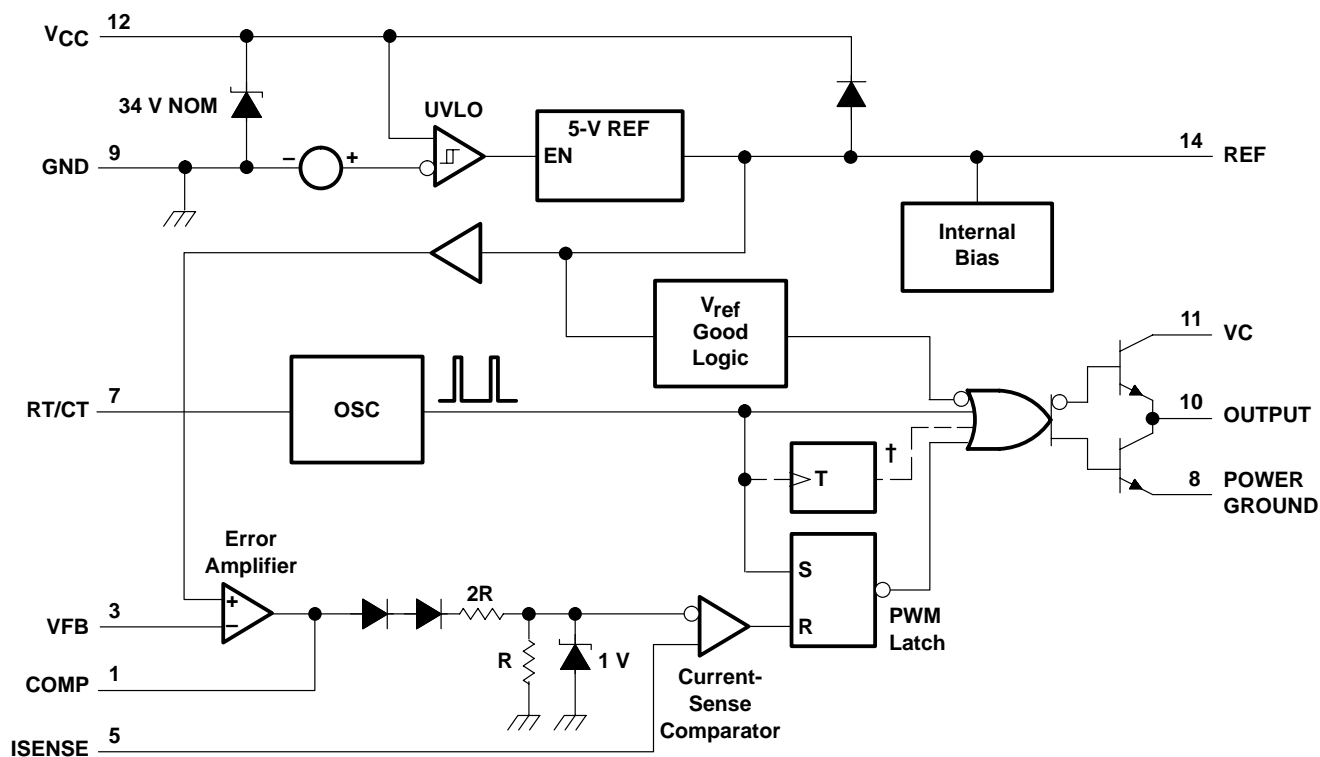 VCC 12
34 V NOM
UVLO
5-V REF
EN
GND 9
–
+
14 REF
Internal
Bias
Vref
Good
Logic
11 VC
RT/CT 7
OSC
10 OUTPUT
T
†
8 POWER
GROUND
Error
Amplifier
S
R
PWM
Latch
2R
VFB 3
+
–
R
1 V
COMP 1
Current-
Sense
Comparator
ISENSE 5